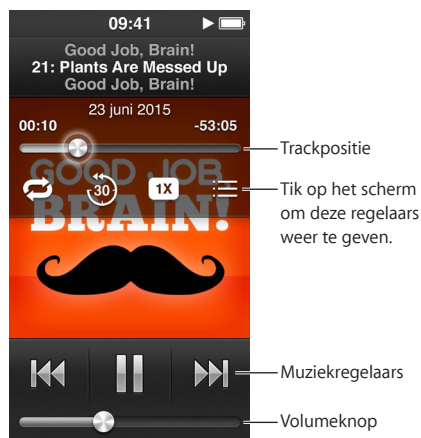 09:41
Good Job, Brain!
21: Plants Are Messed Up
Good Job, Brain!
23 juni 2015
00:10 -53:05
Trackpositie
GOOD JOB
30 1X
BRAIN!
Tik op het scherm
om deze regelaars
weer te geven.
Muziekregelaars
Volumeknop